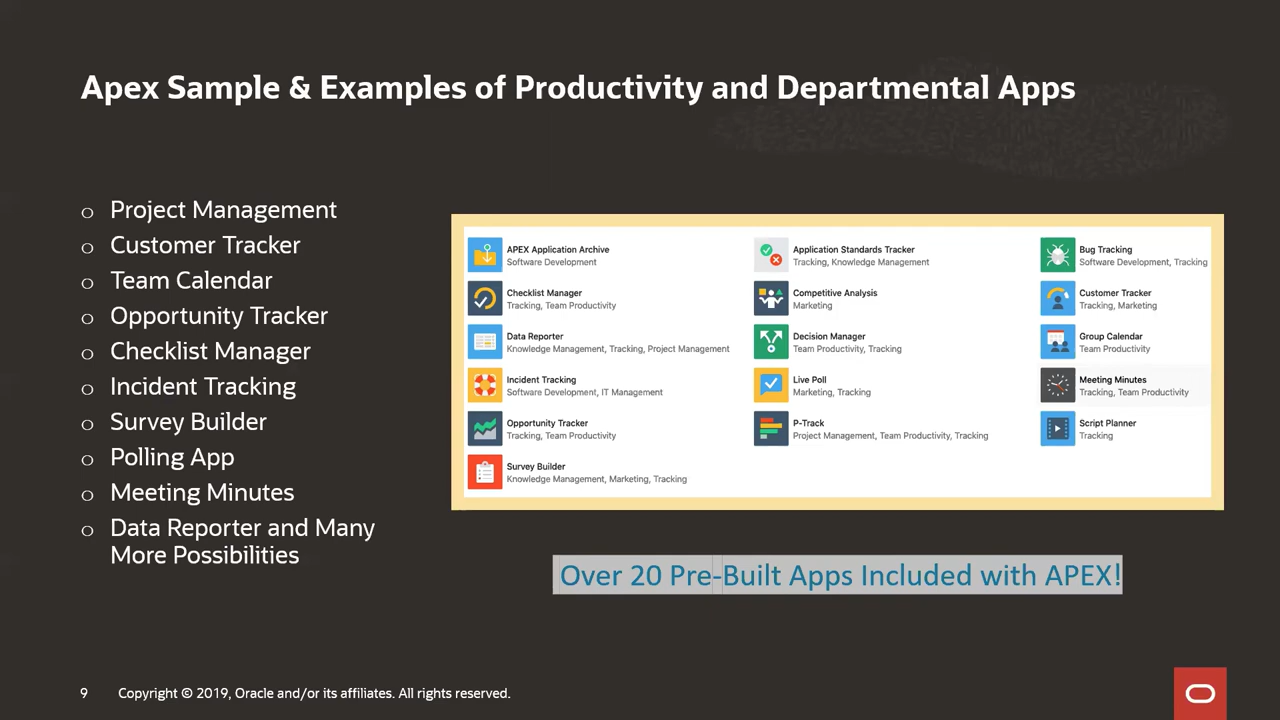 Apex Sample & Examples of Productivity and Departmental Apps
o Project Management
o Customer Tracker
o Team Calendar
o Opportunity Tracker
o Checklist Manager
o Incident Tracking
o Survey Builder
o Polling App
o Meeting Minutes
o Data Reporter and Many
More Possibilities
APEX Application Archive
Software Development
Application Standards Tracker
Tracking, Knowledge Management
Bug Tracking
Software Development, Tracking
Checklist Manager
Tracking, Team Productivity
Competitive Analysis
Marketing
Customer Tracker
Tracking, Marketing
Data Reporter
Knowledge Management, Tracking, Project Management
Decision Manager
Team Productivity, Tracking
Group Calendar
Team Productivity
Incident Tracking
Software Development, IT Management
Live Poll
Marketing, Tracking
Meeting Minutes
Tracking, Team Productivity
Opportunity Tracker
Tracking, Team Productivity
P-Track
Project Management, Team Productivity, Tracking
Script Planner
Tracking
Survey Builder
Knowledge Management, Marketing, Tracking
Over 20 Pre-Built Apps Included with APEX!
9 Copyright © 2019, Oracle and/or its affiliates. All rights reserved.